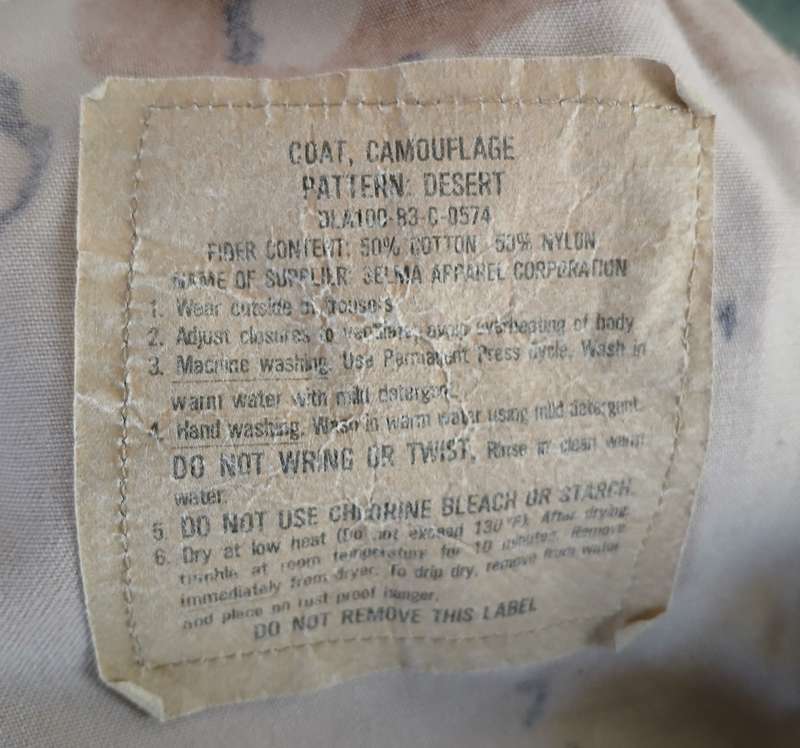 COAT, CAMOUFLAGE
PATTERN: DESERT
DLA100-83-C-0574
FIBER CONTENT: 50% COTTON 50% NYLON
NAME OF SUPPLIER: SELMA APPAREL CORPORATION
1. Wear outside of trousers
2. Adjust closures to ventilate, avoid overheating of body
3. Machine washing. Use Permanent Press cycle. Wash in
warm water with mild detergent.
4. Hand washing. Wash in warm water using mild detergent.
DO NOT WRING OR TWIST. Rinse in clean warm
water.
5. DO NOT USE CHLORINE BLEACH OR STARCH.
6. Dry at low heat (Do not exceed 130°F). After drying,
tumble at room temperature for 10 minutes. Remove
immediately from dryer. To drip dry, remove from water
and place on rust proof hanger.
DO NOT REMOVE THIS LABEL